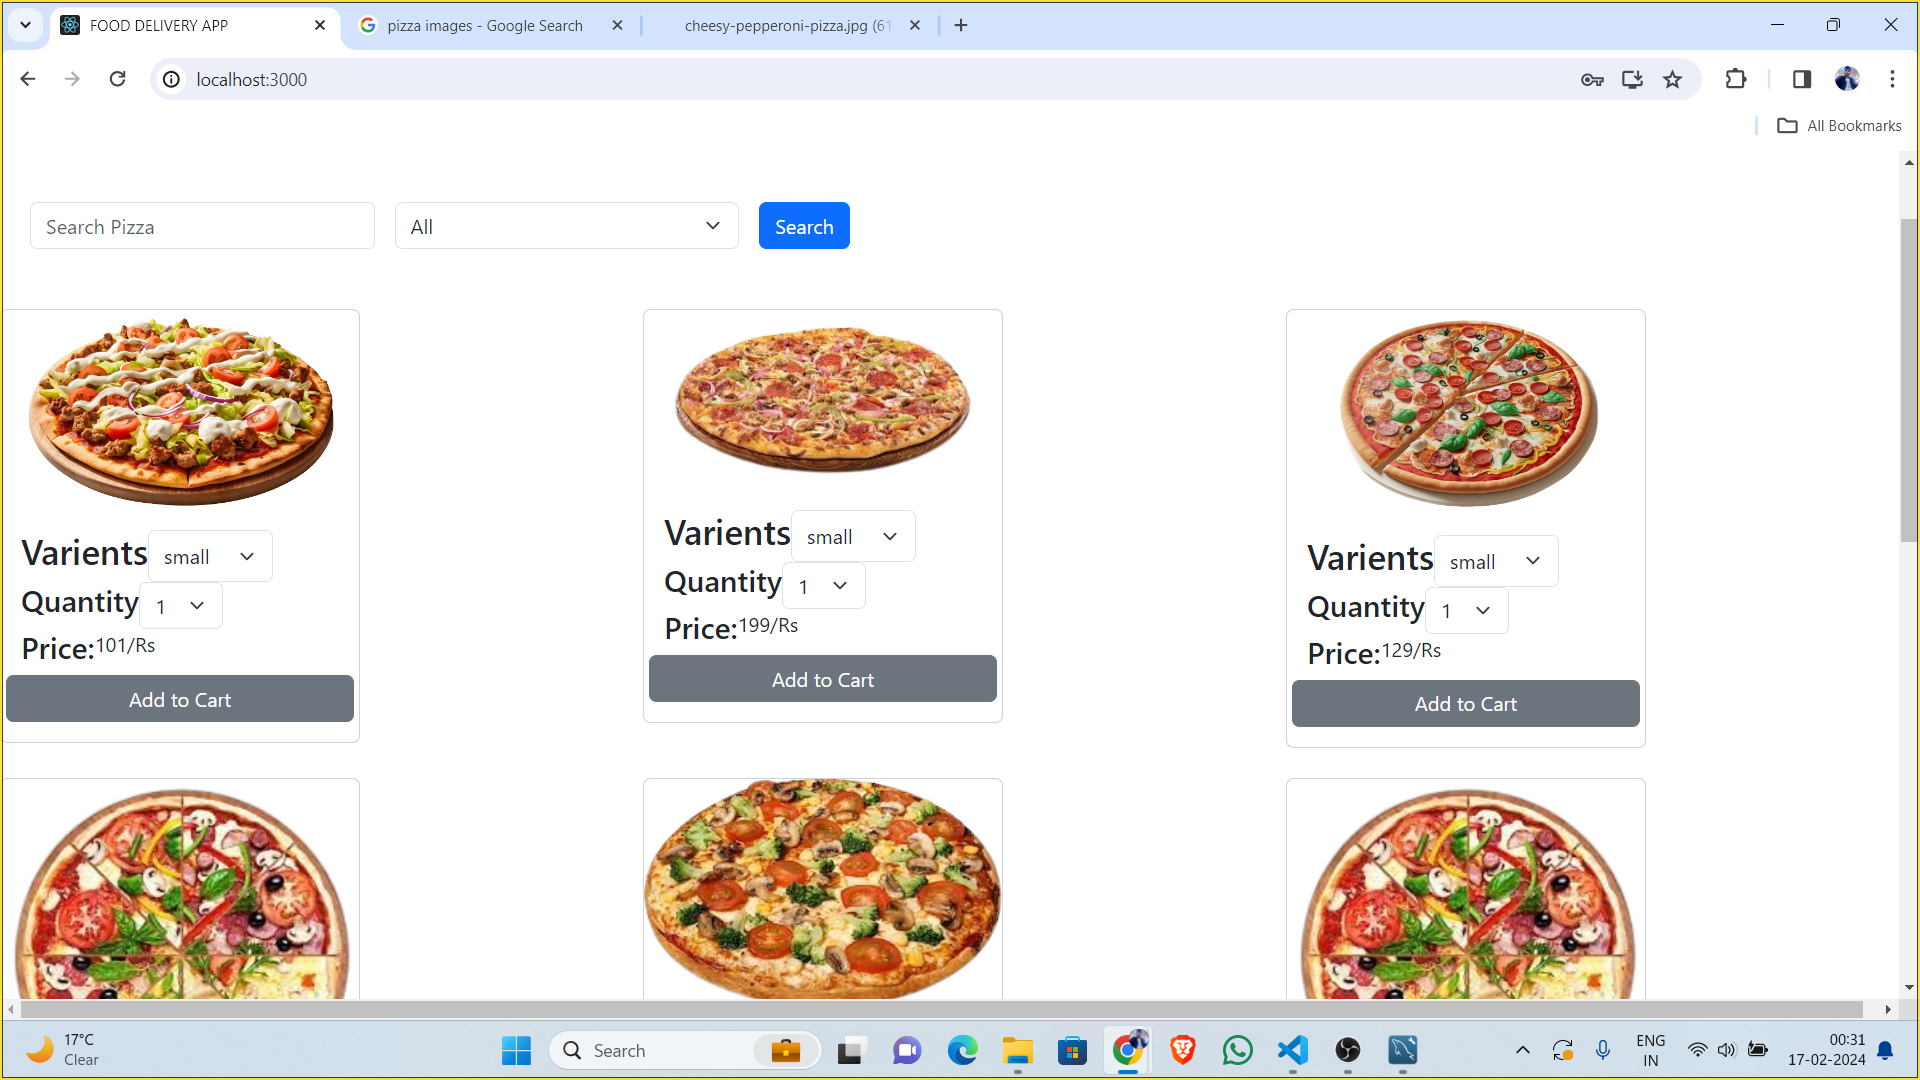 FOOD DELIVERY APP
pizza images - Google Search
cheesy-pepperoni-pizza.jpg (61
localhost:3000
All Bookmarks
Search Pizza
All
Search
Varients small
Quantity 1
Price:101/Rs
Add to Cart
Varients small
Quantity 1
Price:199/Rs
Add to Cart
Varients small
Quantity 1
Price:129/Rs
Add to Cart
17°C
Clear
Search
ENG
IN
00:31
17-02-2024